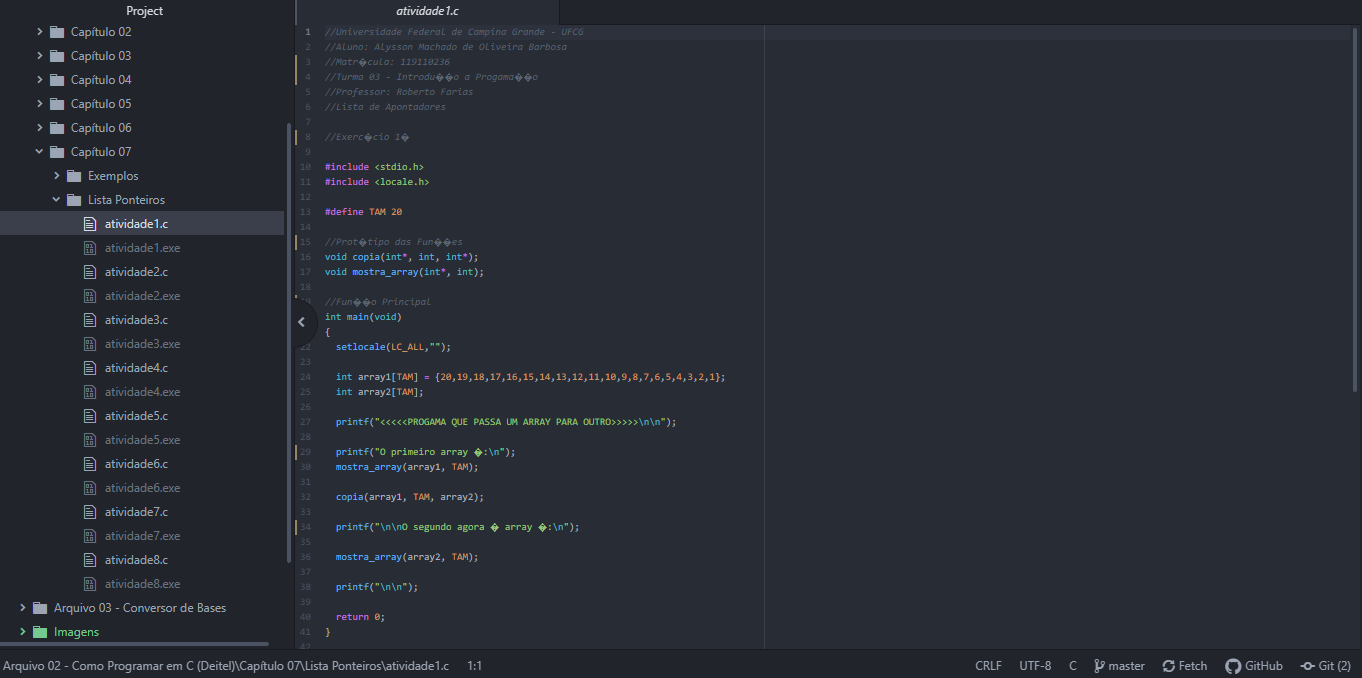 Project
Capítulo 02
Capítulo 03
Capítulo 04
Capítulo 05
Capítulo 06
Capítulo 07
Exemplos
Lista Ponteiros
atividade1.c
atividade1.exe
atividade2.c
atividade2.exe
atividade3.c
atividade3.exe
atividade4.c
atividade4.exe
atividade5.c
atividade5.exe
atividade6.c
atividade6.exe
atividade7.c
atividade7.exe
atividade8.c
atividade8.exe
Arquivo 03 - Conversor de Bases
Imagens
atividade1.c
1 //Universidade Federal de Campina Grande - UFCG
2 //Aluno: Alysson Machado de Oliveira Barbosa
3 //Matr�cula: 119110236
4 //Turma 03 - Introdu��o a Progama��o
5 //Professor: Roberto Farias
6 //Lista de Apontadores
7
8 //Exerc�cio 1�
9
10 #include <stdio.h>
11 #include <locale.h>
12
13 #define TAM 20
14
15 //Prot�tipo das Fun��es
16 void copia(int*, int, int*);
17 void mostra_array(int*, int);
18
//Fun��o Principal
int main(void)
{
22 setlocale(LC_ALL,"");
23
24 int array1[TAM] = {20,19,18,17,16,15,14,13,12,11,10,9,8,7,6,5,4,3,2,1};
25 int array2[TAM];
26
27 printf("<<<<<PROGAMA QUE PASSA UM ARRAY PARA OUTRO>>>>>\n\n");
28
29 printf("O primeiro array �:\n");
30 mostra_array(array1, TAM);
31
32 copia(array1, TAM, array2);
33
34 printf("\n\nO segundo agora � array �:\n");
35
36 mostra_array(array2, TAM);
37
38 printf("\n\n");
39
40 return 0;
41 }
42
Arquivo 02 - Como Programar em C (Deitel)\Capítulo 07\Lista Ponteiros\atividade1.c 1:1 CRLF UTF-8 C master Fetch GitHub Git (2)